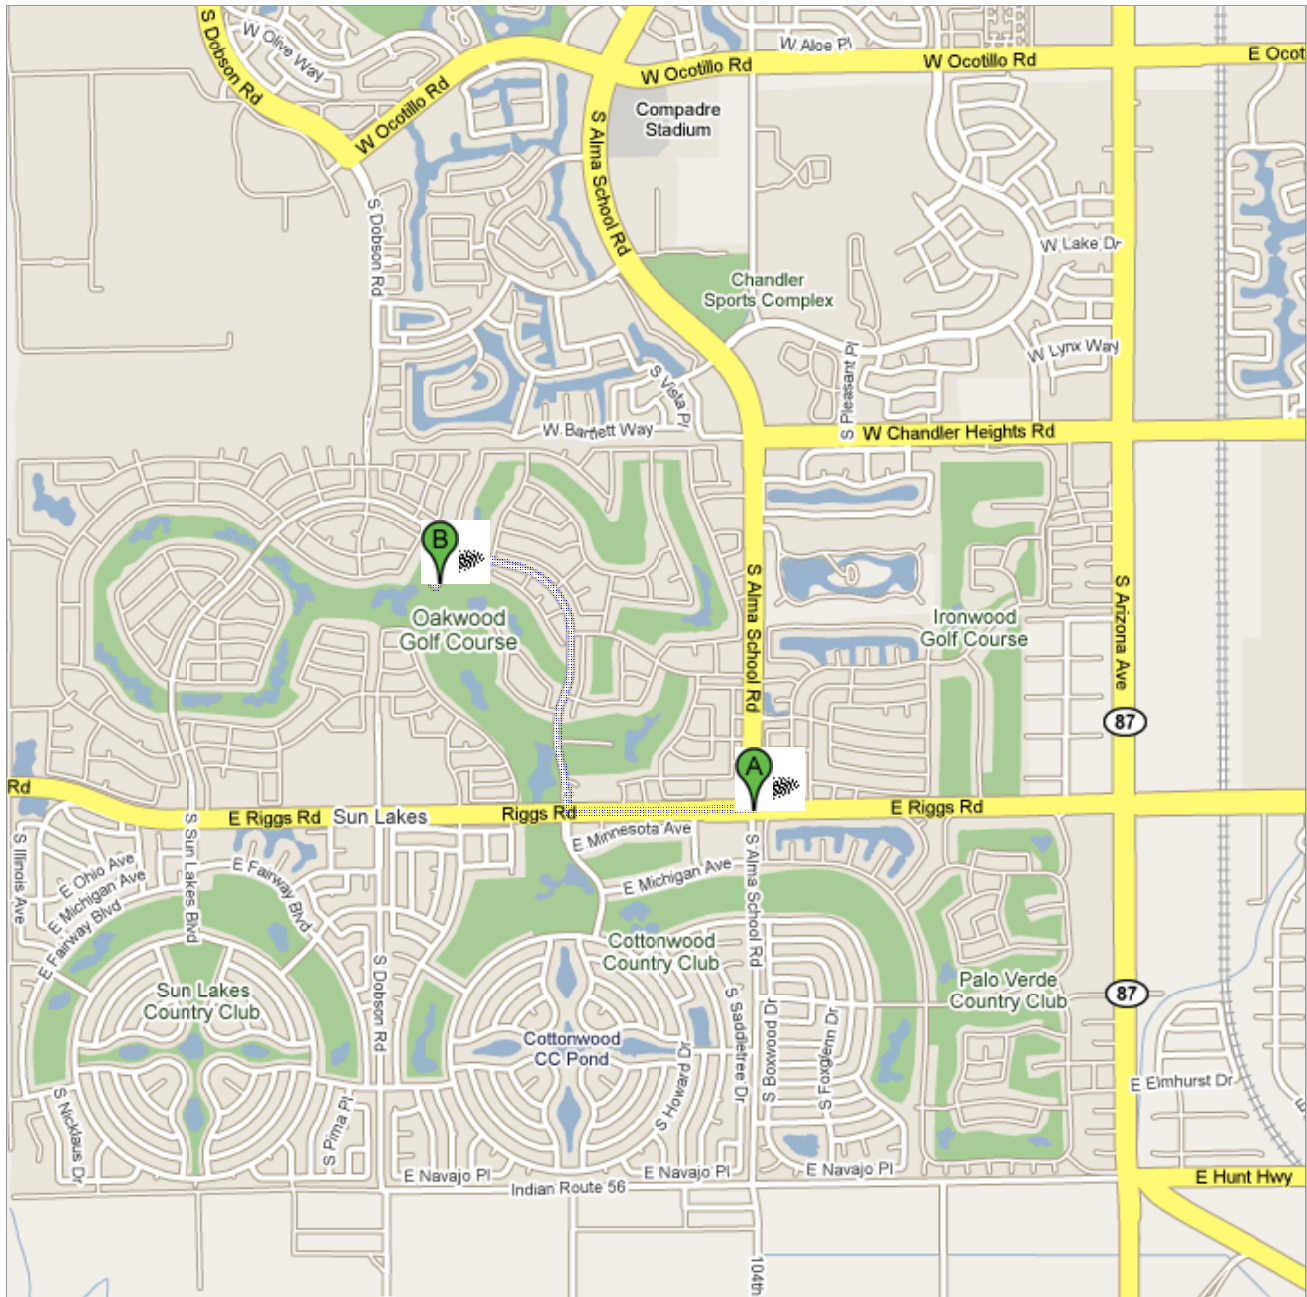 S Dobson Rd
W Olive Way
W Ocotillo Rd
W Aloe Pl
W Ocotillo Rd
W Ocotillo Rd
E Ocot
Compadre
Stadium
S Alma School Rd
S Dobson Rd
W Lake Dr
Chandler
Sports Complex
W Lynx Way
S Vista Pl
S Pleasant Pl
W Bartlett Way
W Chandler Heights Rd
B
Oakwood
Golf Course
S Alma School Rd
Ironwood
Golf Course
S Arizona Ave
87
A
Rd
E Riggs Rd
Sun Lakes
Riggs Rd
E Riggs Rd
S Illinois Ave
E Ohio Ave
E Michigan Ave
E Fairway Blvd
S Sun Lakes Blvd
E Fairway Blvd
E Minnesota Ave
E Michigan Ave
S Alma School Rd
Cottonwood
Country Club
Sun Lakes
Country Club
S Dobson Rd
Palo Verde
Country Club
87
Cottonwood
CC Pond
S Saddletree Dr
S Boxwood Dr
S Foxglenn Dr
S Howard Dr
E Elmhurst Dr
S Nicklaus Dr
S Pima Pl
E Navajo Pl
E Navajo Pl
E Navajo Pl
Indian Route 56
E Hunt Hwy
104th